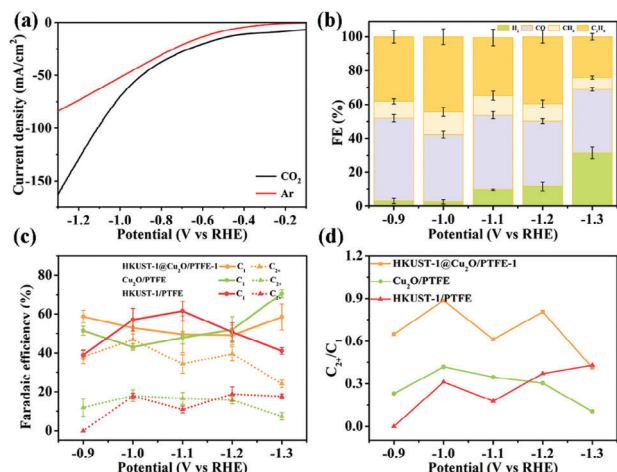 (a)
0
-50
-100
-150
Current density (mA/cm²)
CO₂
Ar
-1.0
-0.8
-0.6
-0.4
-0.2
Potential (V vs RHE)
(b)
H₂ CO CH₄ C₂H₄
100
80
60
40
20
0
FE (%)
-0.9
-1.0
-1.1
-1.2
-1.3
Potential (V vs RHE)
(c)
HKUST-1@Cu₂O/PTFE-1 C₁ C₂₊
Cu₂O/PTFE C₁ C₂₊
HKUST-1/PTFE C₁ C₂₊
80
60
40
20
0
Faradaic efficiency (%)
-0.9
-1.0
-1.1
-1.2
-1.3
Potential (V vs RHE)
(d)
HKUST-1@Cu₂O/PTFE-1
Cu₂O/PTFE
HKUST-1/PTFE
1.2
0.9
0.6
0.3
0.0
C₂₊/C₁
-0.9
-1.0
-1.1
-1.2
-1.3
Potential (V vs RHE)